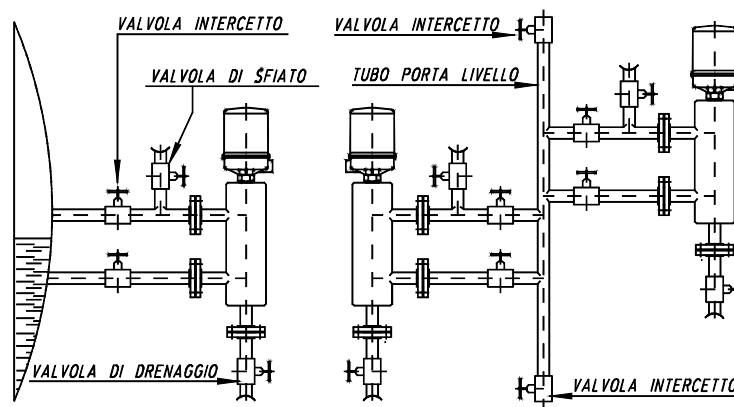 VALVOLA INTERCETTO
VALVOLA INTERCETTO
VALVOLA DI SFIATO
TUBO PORTA LIVELLO
VALVOLA DI DRENAGGIO
VALVOLA INTERCETTO